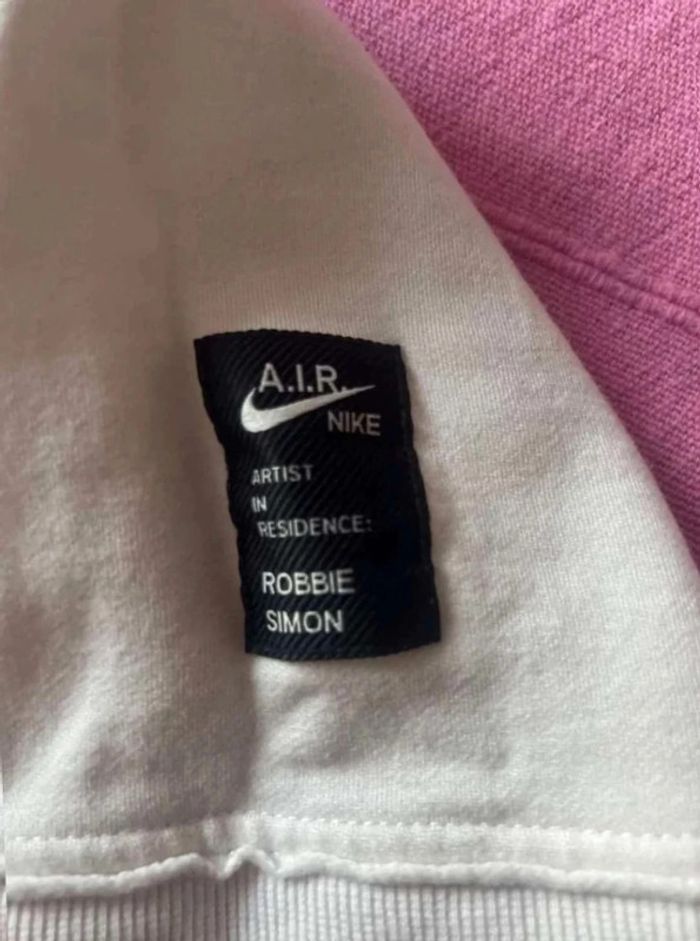 A.I.R.
NIKE
ARTIST
IN
RESIDENCE:
ROBBIE
SIMON